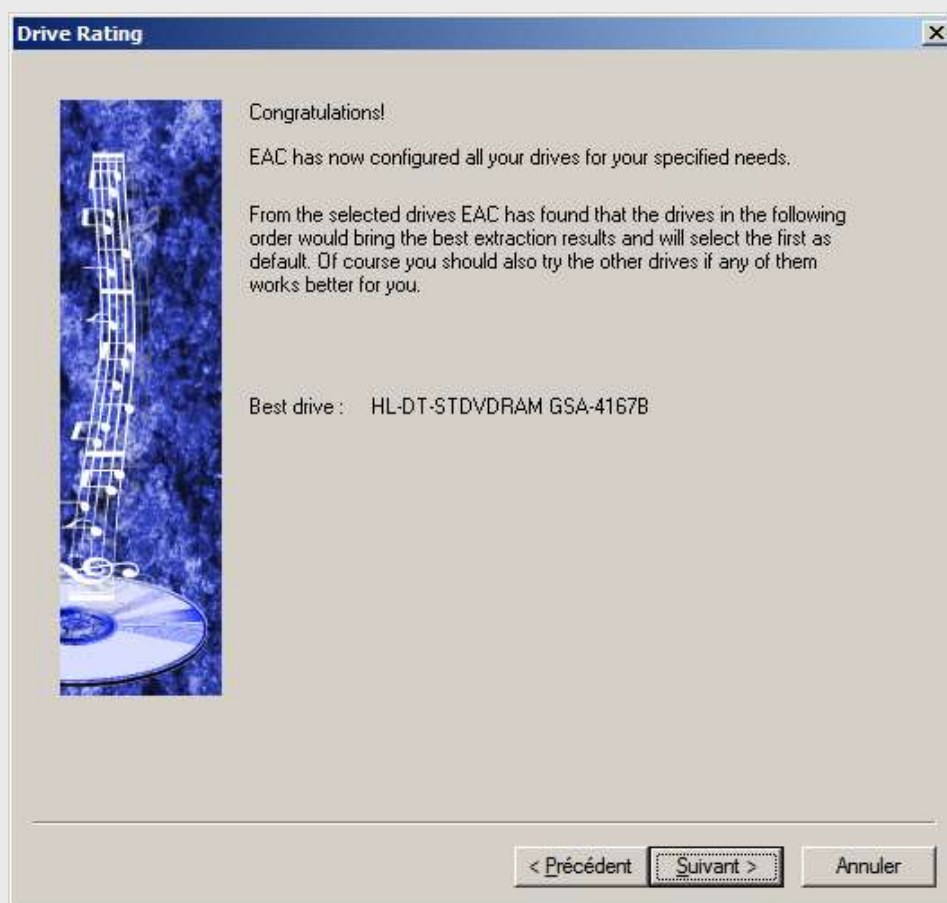 Drive Rating
Congratulations!
EAC has now configured all your drives for your specified needs.
From the selected drives EAC has found that the drives in the following
order would bring the best extraction results and will select the first as
default. Of course you should also try the other drives if any of them
works better for you.
Best drive : HL-DT-STDVDRAM GSA-4167B
< Précédent
Suivant >
Annuler